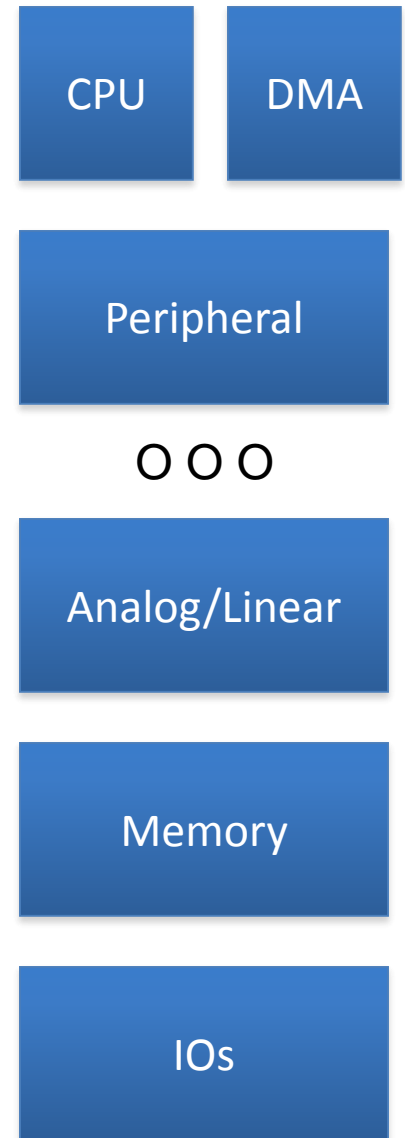 CPU DMA
Peripheral
O O O
Analog/Linear
Memory
IOs